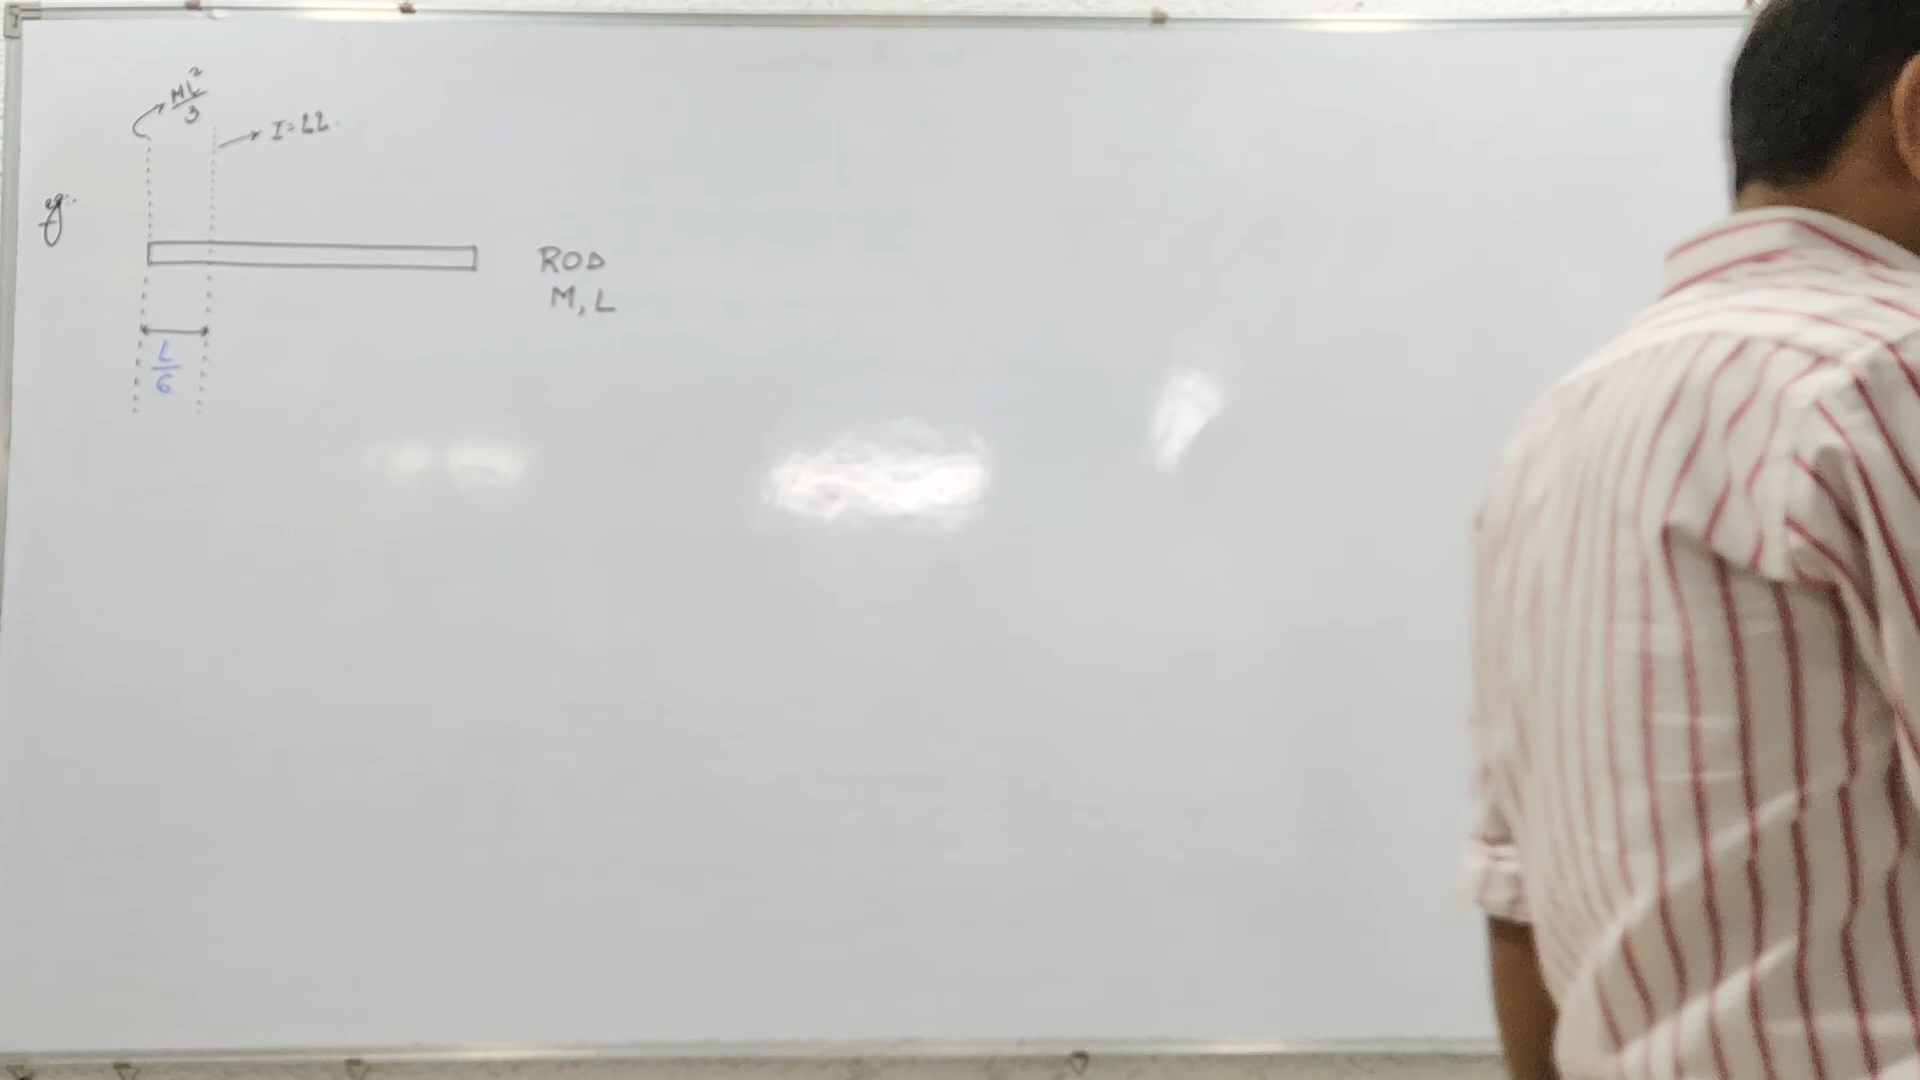 ML²/3
I = ??
eg:
ROD
M, L
L/6